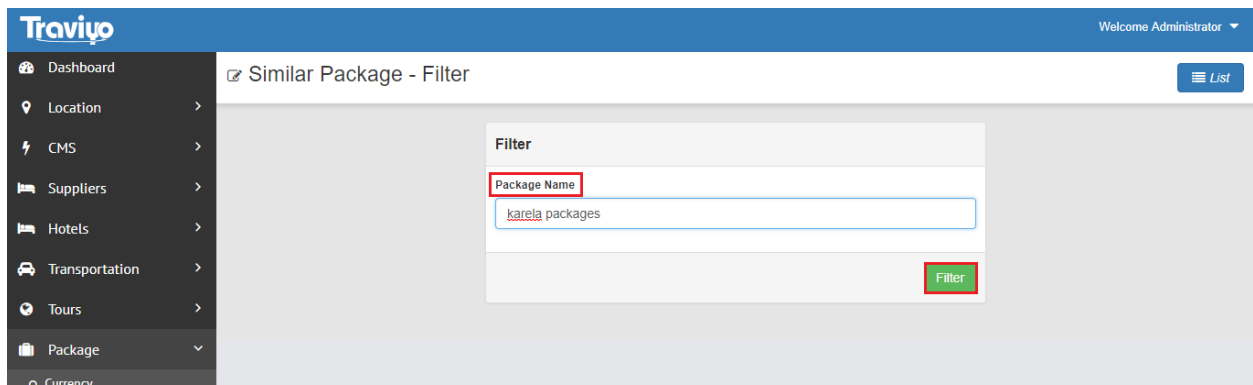 Traviyo
Welcome Administrator
Dashboard
Similar Package - Filter
List
Location
CMS
Suppliers
Hotels
Transportation
Tours
Package
Currency
Filter
Package Name
karela packages
Filter